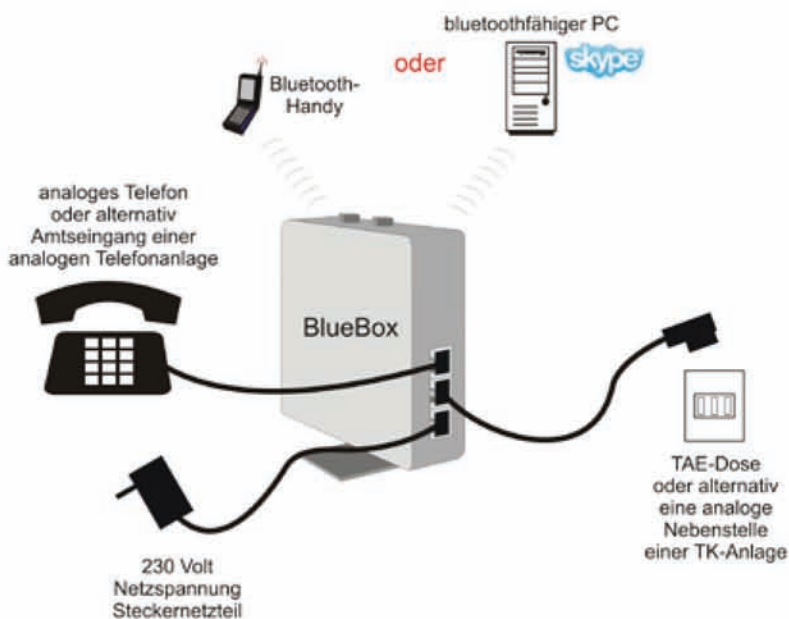 bluetoothfähiger PC
oder
skype
Bluetooth-
Handy
analoges Telefon
oder alternativ
Amtseingang einer
analogen Telefonanlage
BlueBox
TAE-Dose
oder alternativ
eine analoge
Nebenstelle
einer TK-Anlage
230 Volt
Netzspannung
Steckernetzteil